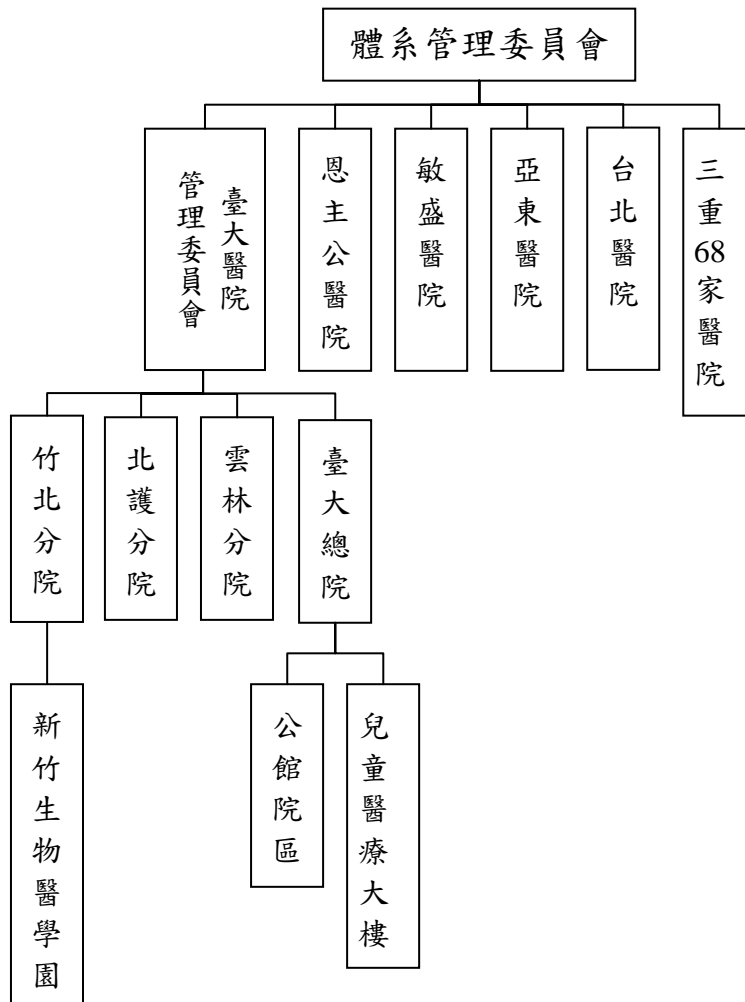 體系管理委員會
臺大醫院
管理委員會
恩主公醫院
敏盛醫院
亞東醫院
台北醫院
三重68家醫院
竹北分院
北護分院
雲林分院
臺大總院
新竹生物醫學園
公館院區
兒童醫療大樓